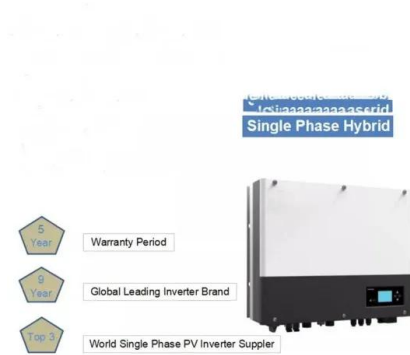 Single Phase Hybrid
5
Year
Warranty Period
9
Year
Global Leading Inverter Brand
Top 3
World Single Phase PV Inverter Suppler